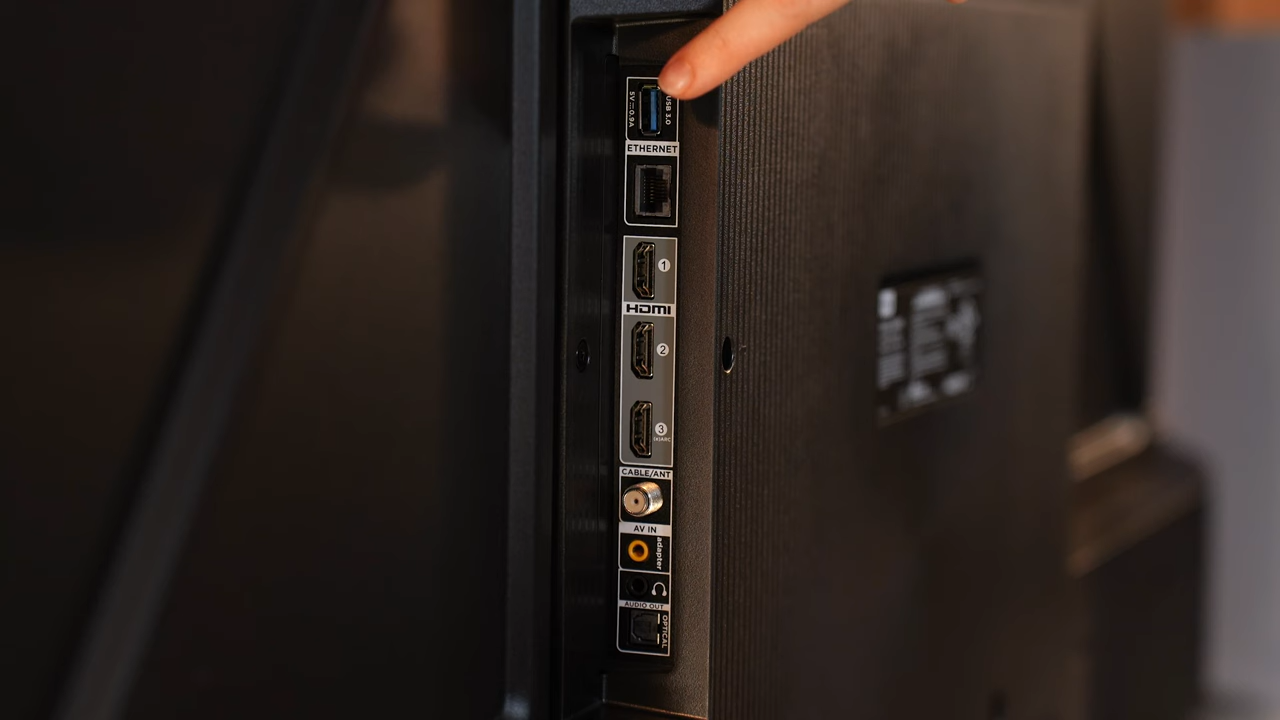 5V⎓0.9A
USB 3.0
ETHERNET
1
HDMI
2
3
(e)ARC
CABLE/ANT
AV IN
adapter
AUDIO OUT
OPTICAL